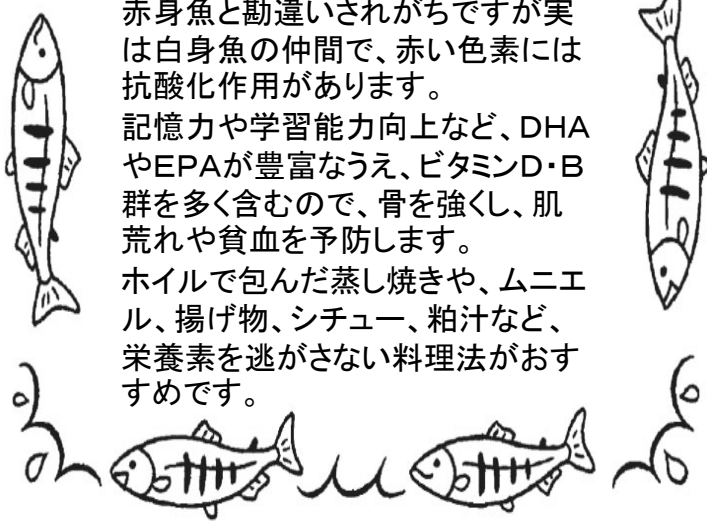 赤身魚と勘違いされがちですが実
は白身魚の仲間で、赤い色素には
抗酸化作用があります。
記憶力や学習能力向上など、DHA
やEPAが豊富なうえ、ビタミンD・B
群を多く含むので、骨を強くし、肌
荒れや貧血を予防します。
ホイルで包んだ蒸し焼きや、ムニエ
ル、揚げ物、シチュー、粕汁など、
栄養素を逃がさない料理法がおす
すめです。